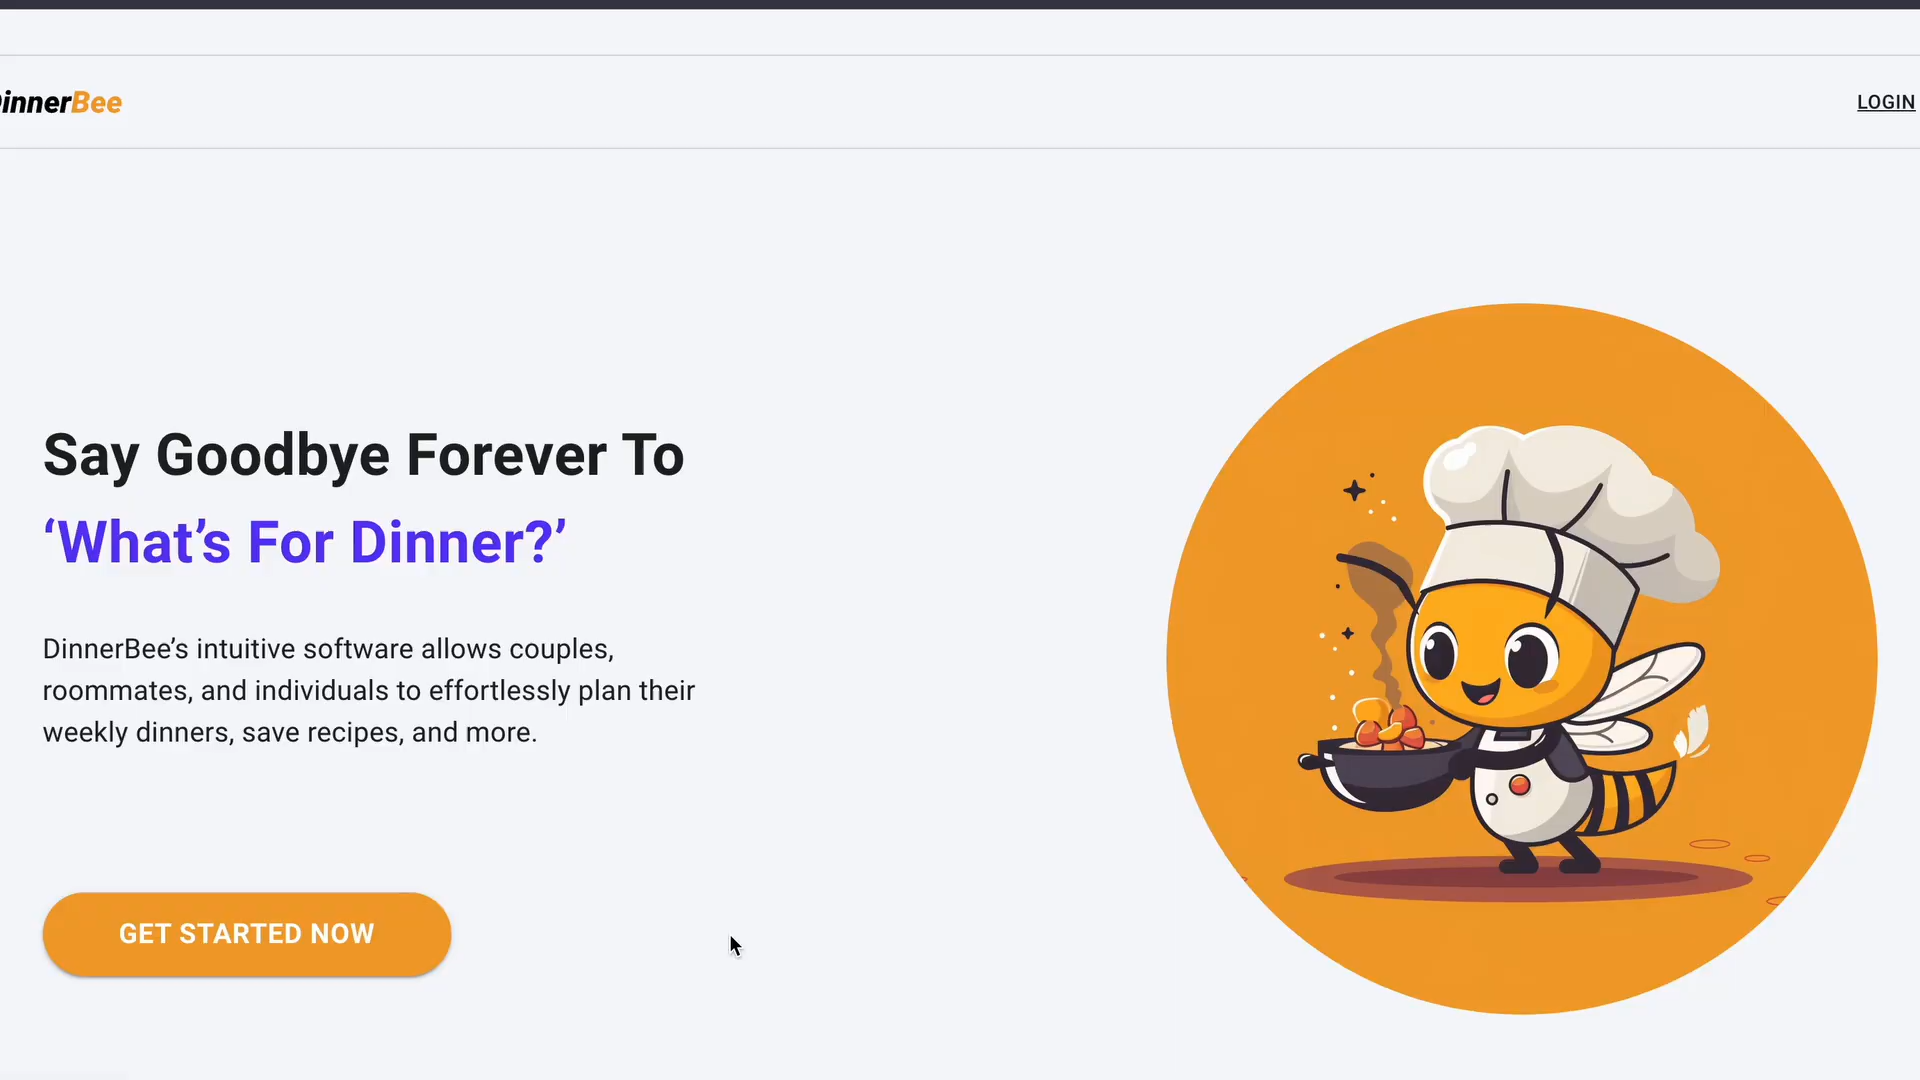 DinnerBee
LOGIN
Say Goodbye Forever To
‘What’s For Dinner?’
DinnerBee’s intuitive software allows couples,
roommates, and individuals to effortlessly plan their
weekly dinners, save recipes, and more.
GET STARTED NOW